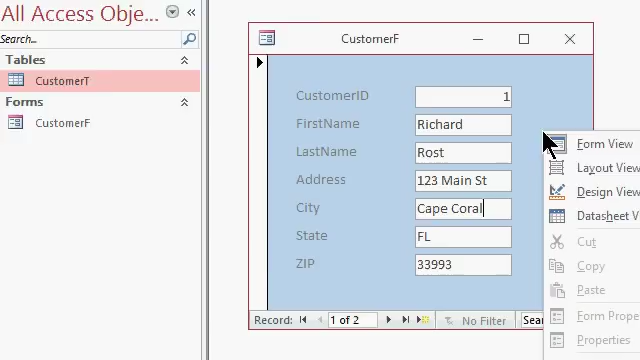 All Access Obje...
Search...
Tables
CustomerT
Forms
CustomerF
CustomerF
CustomerID 1
FirstName Richard
LastName Rost
Address 123 Main St
City Cape Coral
State FL
ZIP 33993
Record: 1 of 2 No Filter Sear
Form View
Layout View
Design View
Datasheet V
Cut
Copy
Paste
Form Prope
Properties